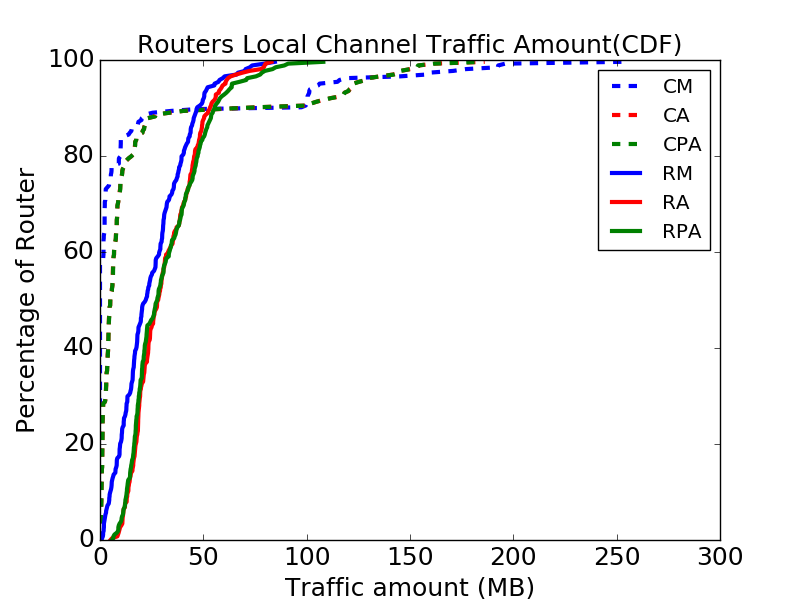 Routers Local Channel Traffic Amount(CDF)
100
80
60
40
20
0
Percentage of Router
0 50 100 150 200 250 300
Traffic amount (MB)
CM
CA
CPA
RM
RA
RPA